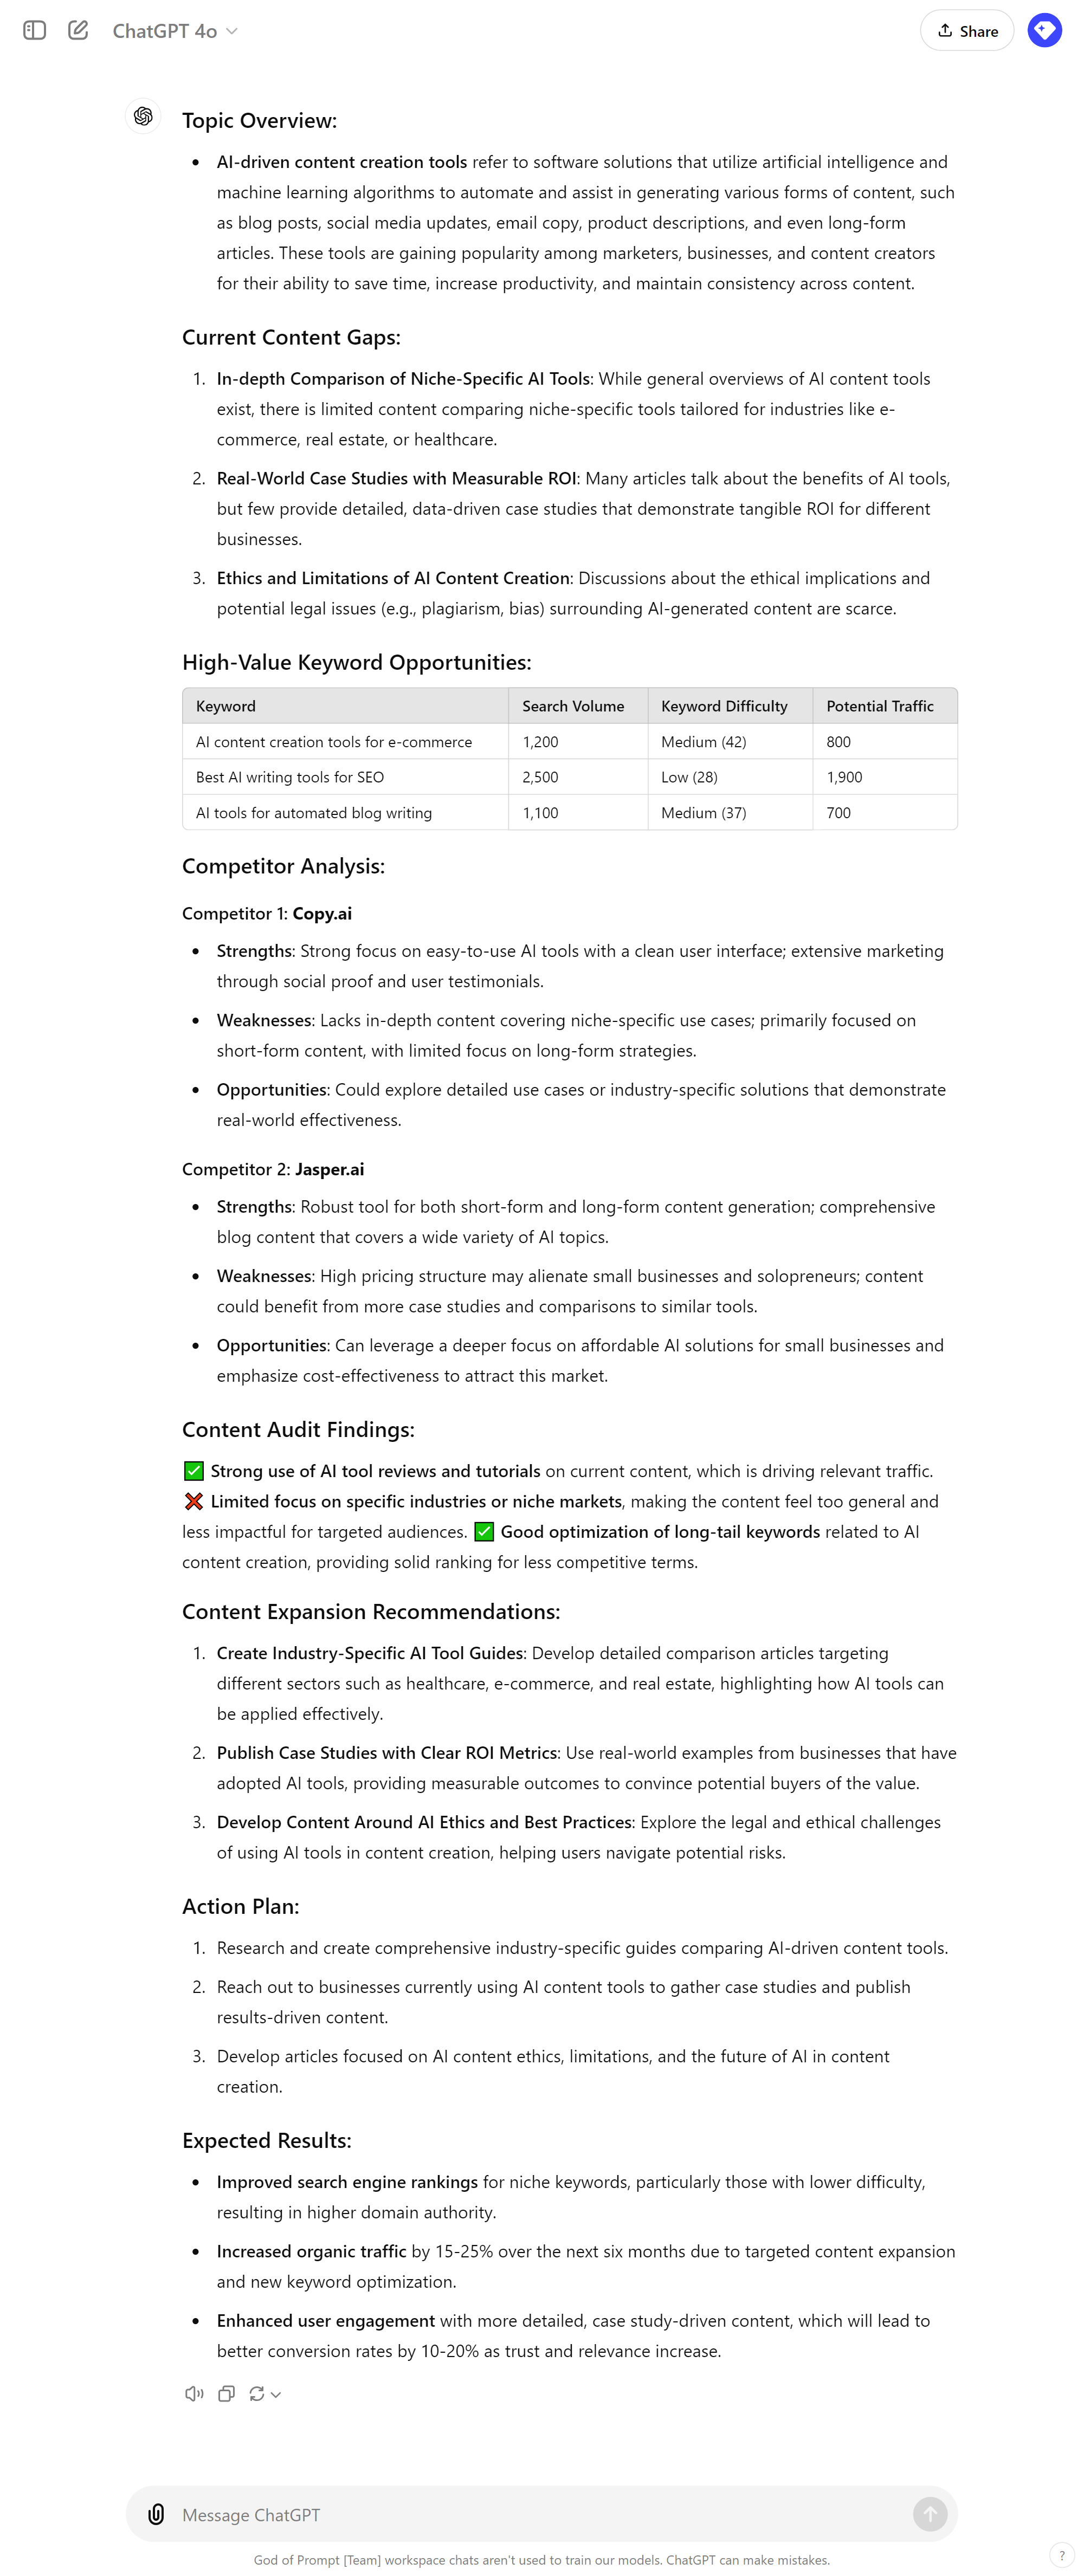 ChatGPT 4o
Share
Topic Overview:
• AI-driven content creation tools refer to software solutions that utilize artificial intelligence and
machine learning algorithms to automate and assist in generating various forms of content, such
as blog posts, social media updates, email copy, product descriptions, and even long-form
articles. These tools are gaining popularity among marketers, businesses, and content creators
for their ability to save time, increase productivity, and maintain consistency across content.
Current Content Gaps:
1. In-depth Comparison of Niche-Specific AI Tools: While general overviews of AI content tools
exist, there is limited content comparing niche-specific tools tailored for industries like e-
commerce, real estate, or healthcare.
2. Real-World Case Studies with Measurable ROI: Many articles talk about the benefits of AI tools,
but few provide detailed, data-driven case studies that demonstrate tangible ROI for different
businesses.
3. Ethics and Limitations of AI Content Creation: Discussions about the ethical implications and
potential legal issues (e.g., plagiarism, bias) surrounding AI-generated content are scarce.
High-Value Keyword Opportunities:
Keyword Search Volume Keyword Difficulty Potential Traffic
AI content creation tools for e-commerce 1,200 Medium (42) 800
Best AI writing tools for SEO 2,500 Low (28) 1,900
AI tools for automated blog writing 1,100 Medium (37) 700
Competitor Analysis:
Competitor 1: Copy.ai
• Strengths: Strong focus on easy-to-use AI tools with a clean user interface; extensive marketing
through social proof and user testimonials.
• Weaknesses: Lacks in-depth content covering niche-specific use cases; primarily focused on
short-form content, with limited focus on long-form strategies.
• Opportunities: Could explore detailed use cases or industry-specific solutions that demonstrate
real-world effectiveness.
Competitor 2: Jasper.ai
• Strengths: Robust tool for both short-form and long-form content generation; comprehensive
blog content that covers a wide variety of AI topics.
• Weaknesses: High pricing structure may alienate small businesses and solopreneurs; content
could benefit from more case studies and comparisons to similar tools.
• Opportunities: Can leverage a deeper focus on affordable AI solutions for small businesses and
emphasize cost-effectiveness to attract this market.
Content Audit Findings:
✅ Strong use of AI tool reviews and tutorials on current content, which is driving relevant traffic.
❌ Limited focus on specific industries or niche markets, making the content feel too general and
less impactful for targeted audiences. ✅ Good optimization of long-tail keywords related to AI
content creation, providing solid ranking for less competitive terms.
Content Expansion Recommendations:
1. Create Industry-Specific AI Tool Guides: Develop detailed comparison articles targeting
different sectors such as healthcare, e-commerce, and real estate, highlighting how AI tools can
be applied effectively.
2. Publish Case Studies with Clear ROI Metrics: Use real-world examples from businesses that have
adopted AI tools, providing measurable outcomes to convince potential buyers of the value.
3. Develop Content Around AI Ethics and Best Practices: Explore the legal and ethical challenges
of using AI tools in content creation, helping users navigate potential risks.
Action Plan:
1. Research and create comprehensive industry-specific guides comparing AI-driven content tools.
2. Reach out to businesses currently using AI content tools to gather case studies and publish
results-driven content.
3. Develop articles focused on AI content ethics, limitations, and the future of AI in content
creation.
Expected Results:
• Improved search engine rankings for niche keywords, particularly those with lower difficulty,
resulting in higher domain authority.
• Increased organic traffic by 15-25% over the next six months due to targeted content expansion
and new keyword optimization.
• Enhanced user engagement with more detailed, case study-driven content, which will lead to
better conversion rates by 10-20% as trust and relevance increase.
Message ChatGPT
God of Prompt [Team] workspace chats aren't used to train our models. ChatGPT can make mistakes.
?